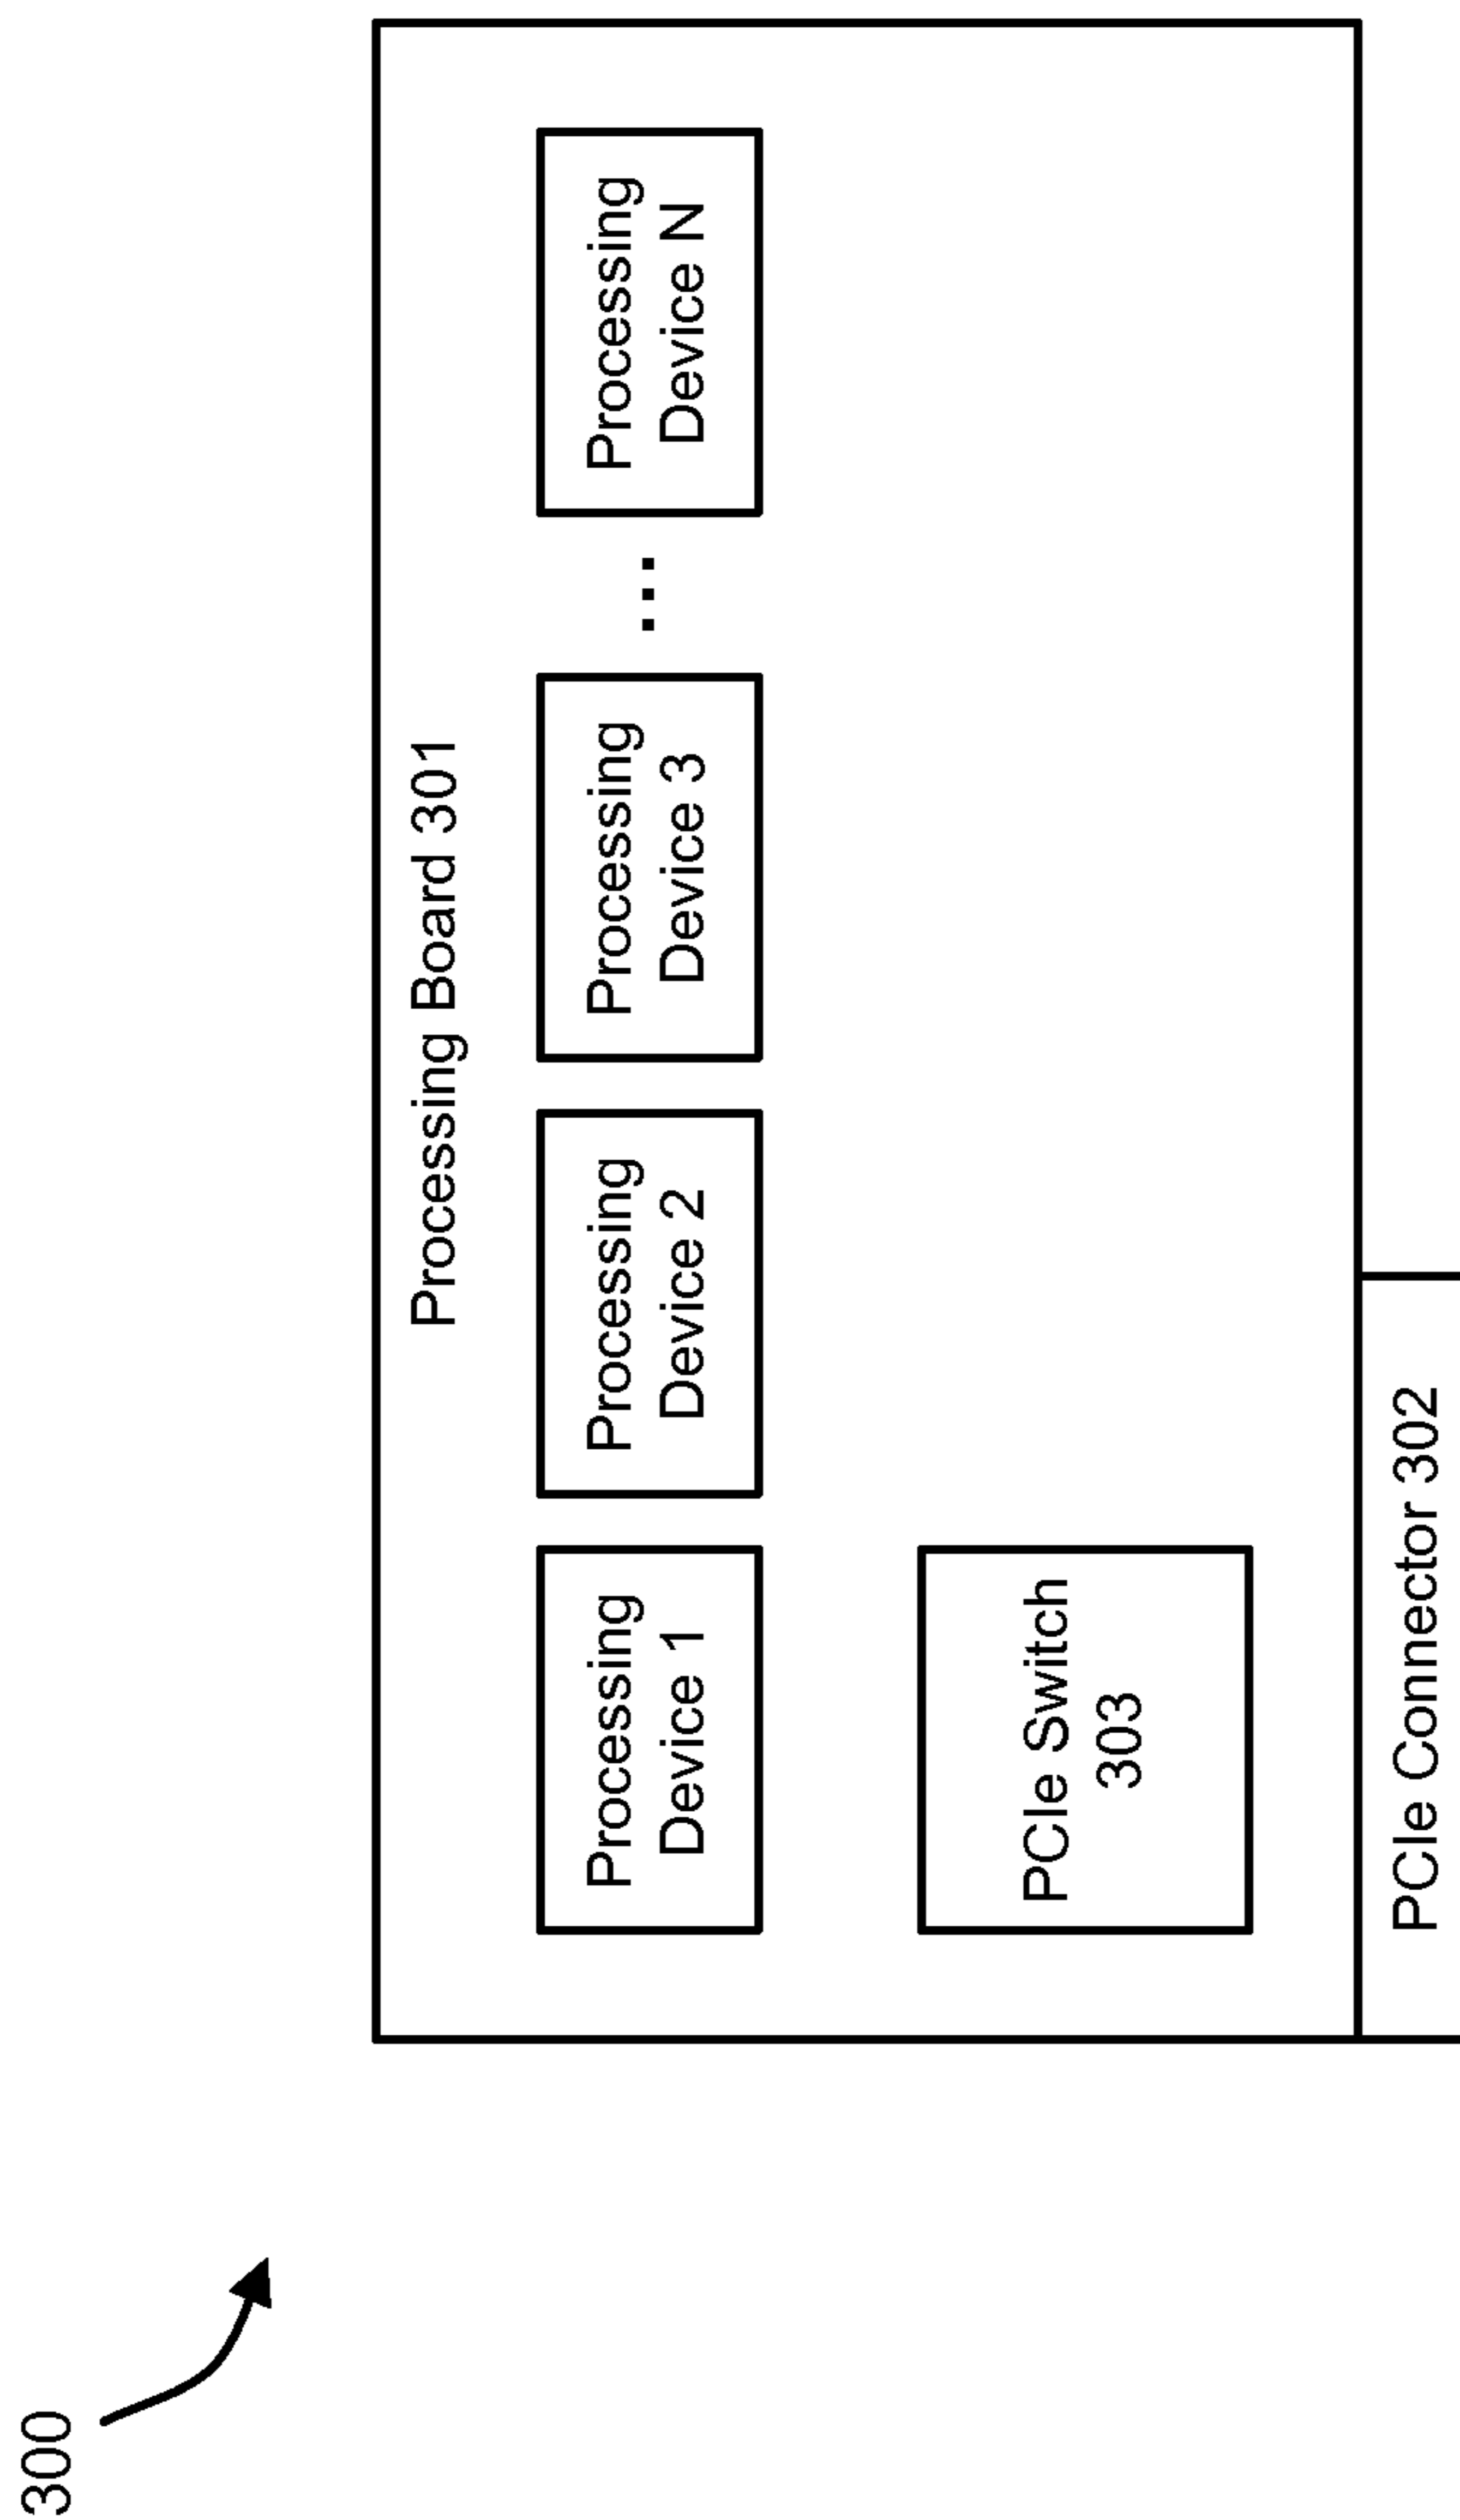 300
Processing Board 301
Processing
Device 1
Processing
Device 2
Processing
Device 3
...
Processing
Device N
PCIe Switch
303
PCIe Connector 302